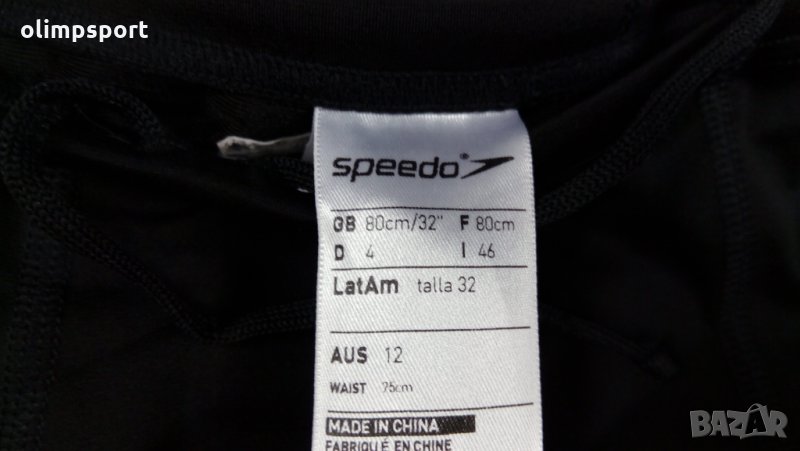 olimpsport
speedo®
GB 80cm/32" F 80cm
D 4 I 46
LatAm talla 32
AUS 12
WAIST 75cm
MADE IN CHINA
FABRIQUÉ EN CHINE
BAZAR